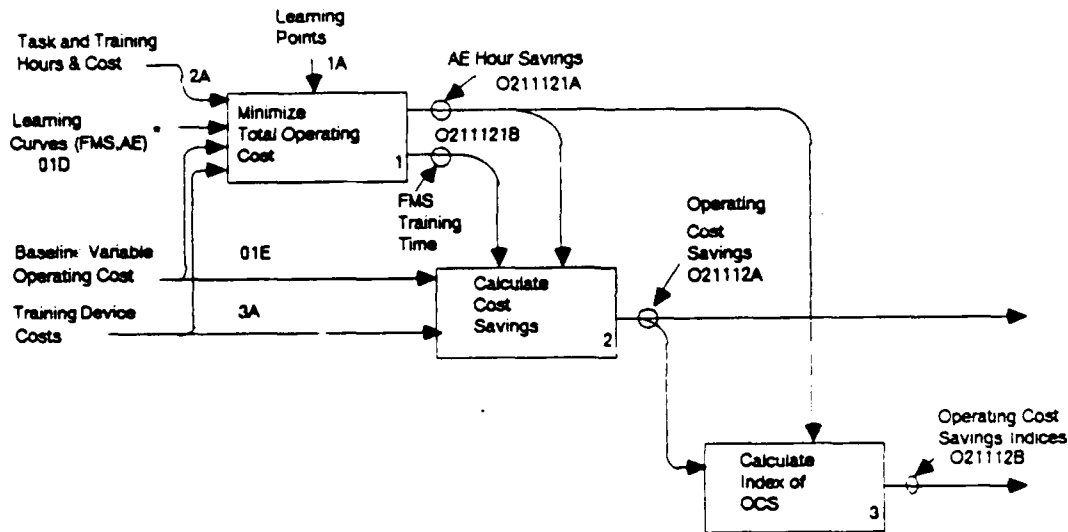 Learning
Points
1A
Task and Training
Hours & Cost
2A
AE Hour Savings
O211121A
Learning
Curves (FMS,AE) *
01D
Minimize
Total Operating
Cost
1
O211121B
FMS
Training
Time
Operating
Cost
Savings
O21112A
Baseline Variable
Operating Cost
01E
Training Device
Costs
3A
Calculate
Cost
Savings
2
Operating Cost
Savings Indices
O21112B
Calculate
Index of
OCS
3